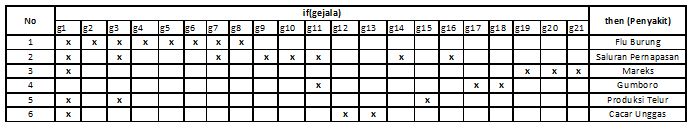 No if(gejala) then (Penyakit)
g1 g2 g3 g4 g5 g6 g7 g8 g9 g10 g11 g12 g13 g14 g15 g16 g17 g18 g19 g20 g21
1 x x x x x x x x Flu Burung
2 x x x x x x x x Saluran Pernapasan
3 x x x x Mareks
4 x x x Gumboro
5 x x x Produksi Telur
6 x x x Cacar Unggas